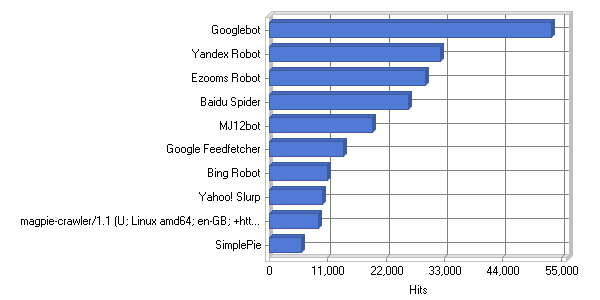 Googlebot
Yandex Robot
Ezooms Robot
Baidu Spider
MJ12bot
Google Feedfetcher
Bing Robot
Yahoo! Slurp
magpie-crawler/1.1 (U; Linux amd64; en-GB; +htt...
SimplePie
0 11,000 22,000 33,000 44,000 55,000
Hits